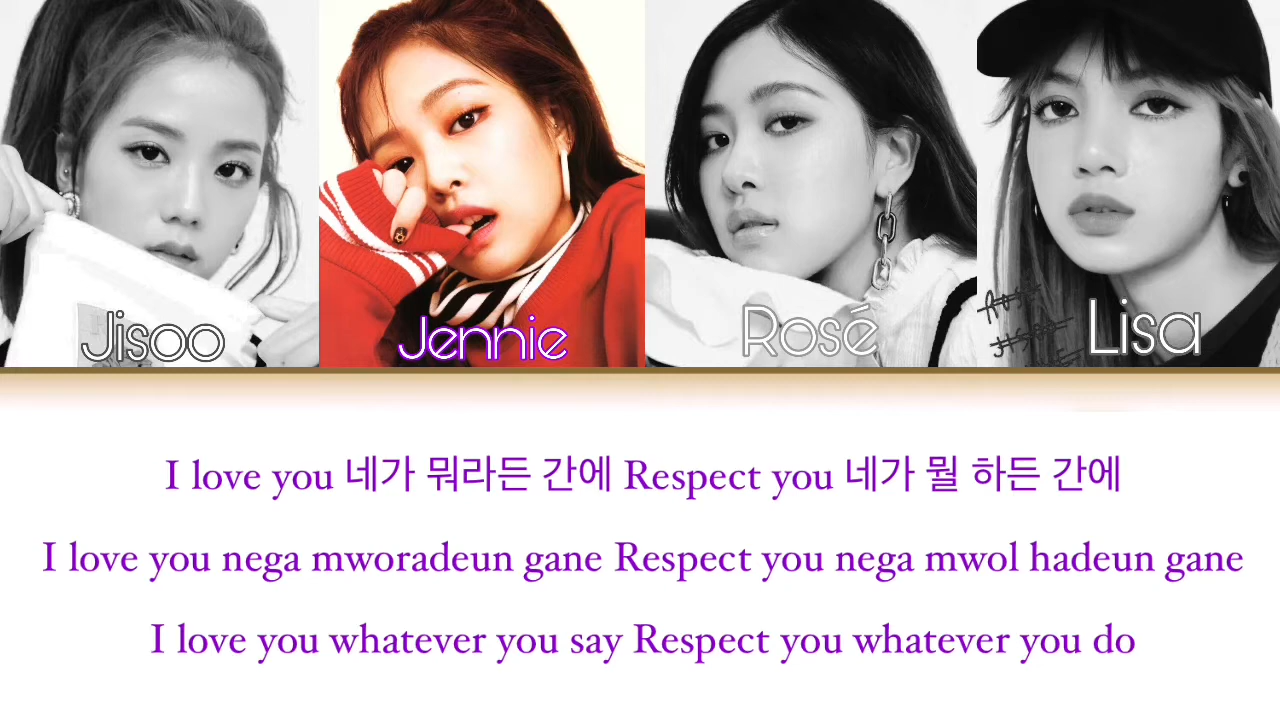 Jisoo
Jennie
Rosé
Lisa
I love you 네가 뭐라든 간에 Respect you 네가 뭘 하든 간에
I love you nega mworadeun gane Respect you nega mwol hadeun gane
I love you whatever you say Respect you whatever you do